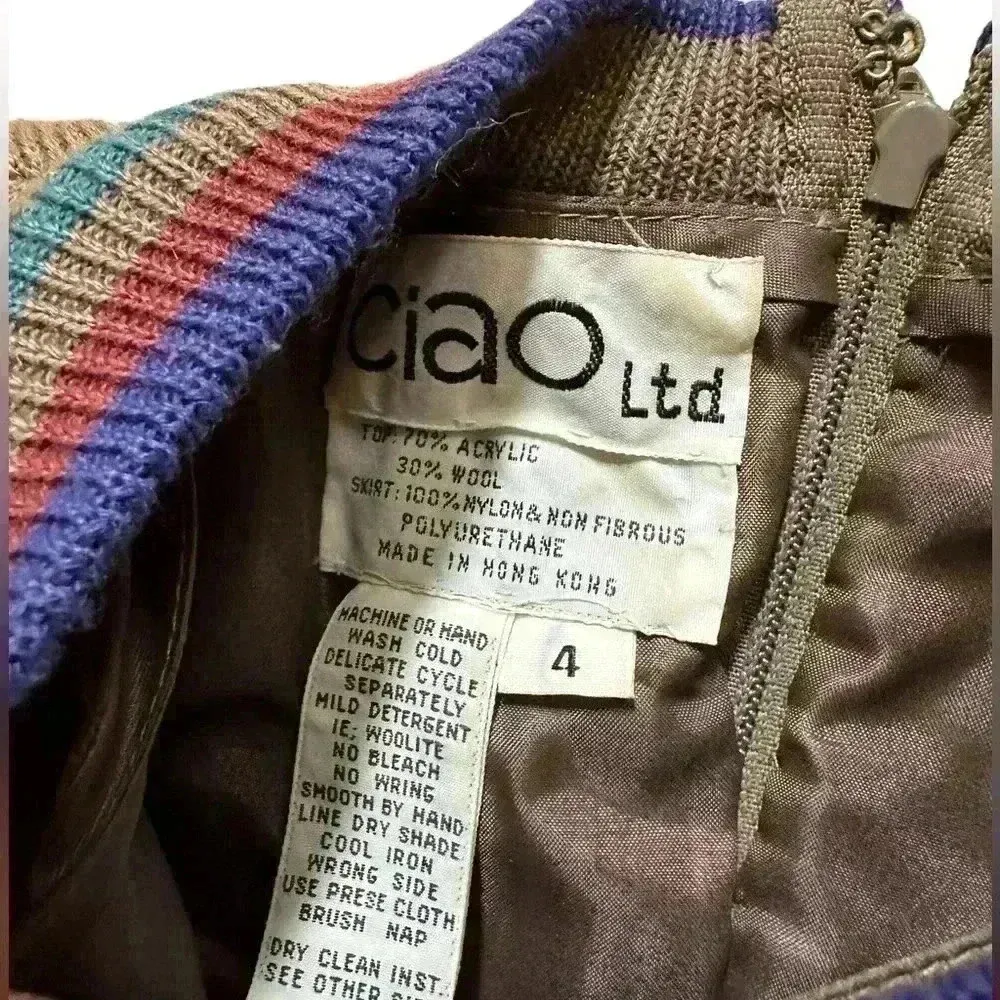 ciao
Ltd
TOP: 70% ACRYLIC
30% WOOL
SKIRT: 100% NYLON & NON FIBROUS
POLYURETHANE
MADE IN HONG KONG
4
MACHINE OR HAND
WASH COLD
DELICATE CYCLE
SEPARATELY
MILD DETERGENT
IE; WOOLITE
NO BLEACH
NO WRING
SMOOTH BY HAND
LINE DRY SHADE
COOL IRON
WRONG SIDE
USE PRESE CLOTH
BRUSH NAP
DRY CLEAN INST.
SEE OTHER